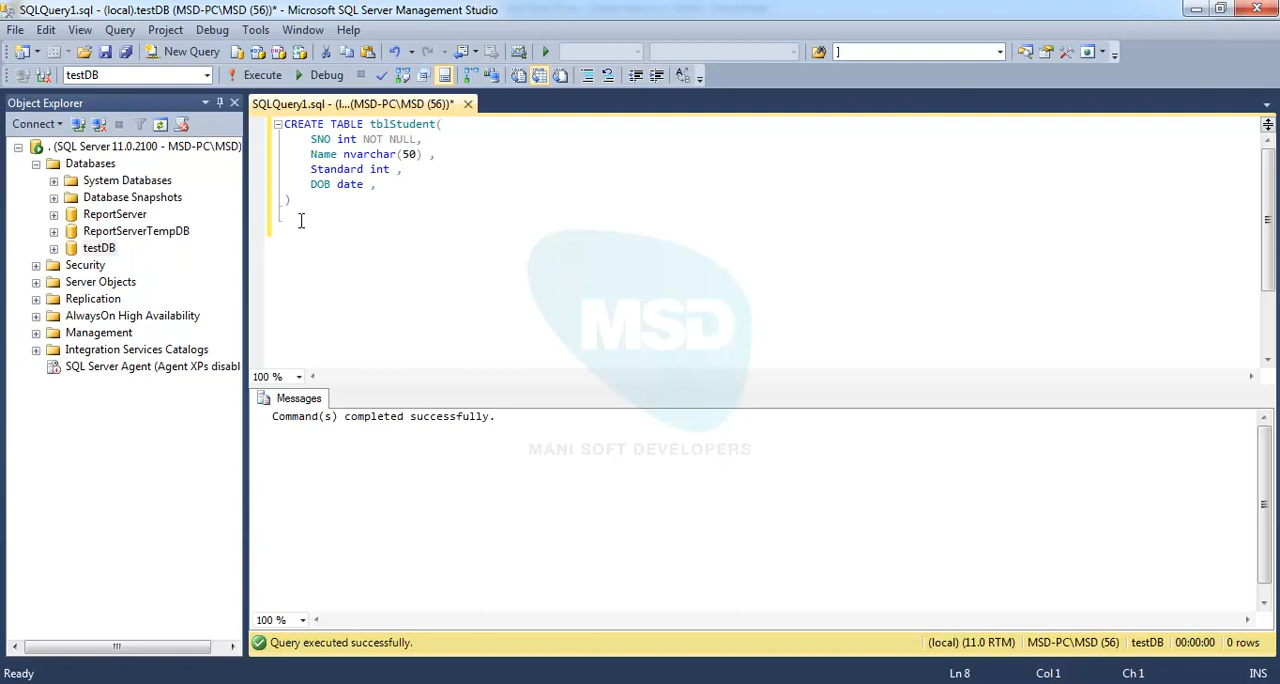 SQLQuery1.sql - (local).testDB (MSD-PC\MSD (56))* - Microsoft SQL Server Management Studio
File Edit View Query Project Debug Tools Window Help
New Query ]
testDB Execute Debug
Object Explorer
SQLQuery1.sql - (l...(MSD-PC\MSD (56))*
Connect
. (SQL Server 11.0.2100 - MSD-PC\MSD)
Databases
System Databases
Database Snapshots
ReportServer
ReportServerTempDB
testDB
Security
Server Objects
Replication
AlwaysOn High Availability
Management
Integration Services Catalogs
SQL Server Agent (Agent XPs disabl
CREATE TABLE tblStudent(
SNO int NOT NULL,
Name nvarchar(50) ,
Standard int ,
DOB date ,
)
MSD
MANI SOFT DEVELOPERS
100 %
Messages
Command(s) completed successfully.
100 %
Query executed successfully. (local) (11.0 RTM) MSD-PC\MSD (56) testDB 00:00:00 0 rows
Ready Ln 8 Col 1 Ch 1 INS